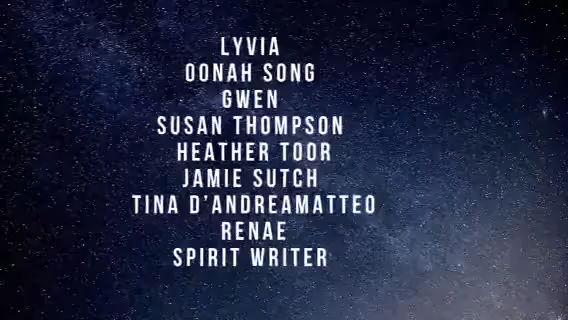 LYVIA
OONAH SONG
GWEN
SUSAN THOMPSON
HEATHER TOOR
JAMIE SUTCH
TINA D'ANDREAMATTEO
RENAE
SPIRIT WRITER